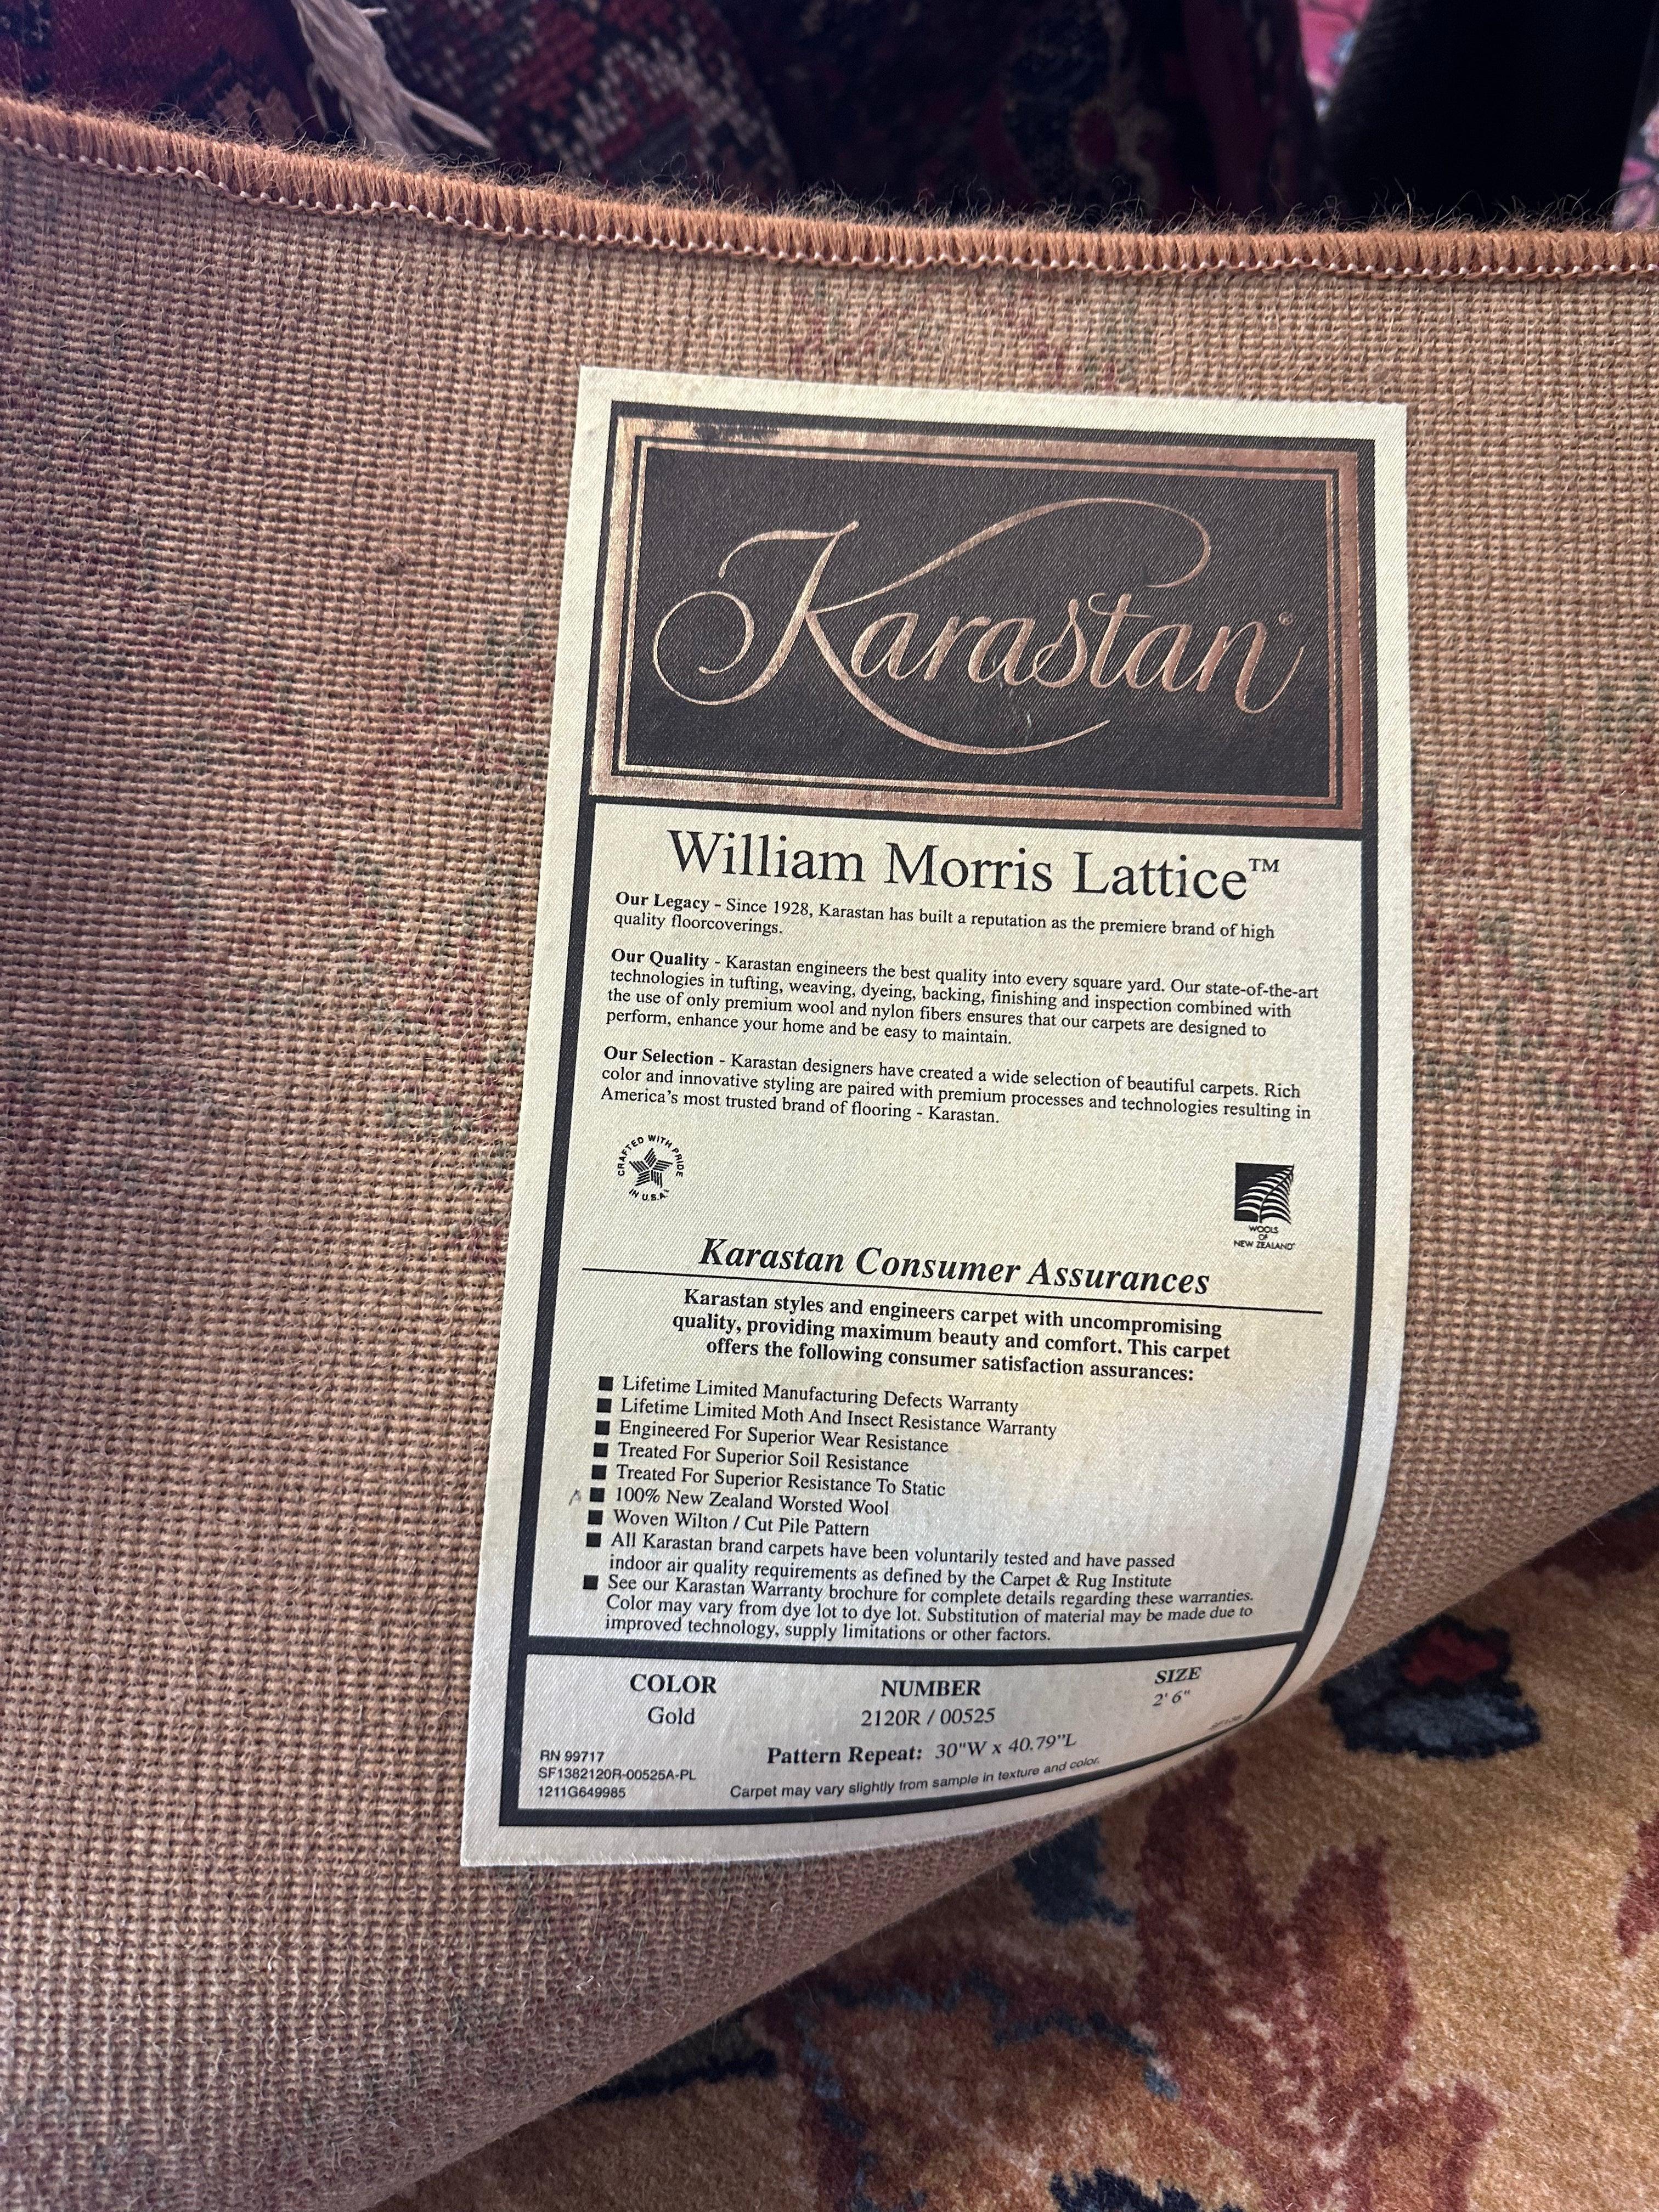 Karastan®
William Morris Lattice™
Our Legacy - Since 1928, Karastan has built a reputation as the premiere brand of high
quality floorcoverings.
Our Quality - Karastan engineers the best quality into every square yard. Our state-of-the-art
technologies in tufting, weaving, dyeing, backing, finishing and inspection combined with
the use of only premium wool and nylon fibers ensures that our carpets are designed to
perform, enhance your home and be easy to maintain.
Our Selection - Karastan designers have created a wide selection of beautiful carpets. Rich
color and innovative styling are paired with premium processes and technologies resulting in
America's most trusted brand of flooring - Karastan.
CRAFTED WITH PRIDE
IN U.S.A.
WOOLS
OF
NEW ZEALAND
Karastan Consumer Assurances
Karastan styles and engineers carpet with uncompromising
quality, providing maximum beauty and comfort. This carpet
offers the following consumer satisfaction assurances:
■ Lifetime Limited Manufacturing Defects Warranty
■ Lifetime Limited Moth And Insect Resistance Warranty
■ Engineered For Superior Wear Resistance
■ Treated For Superior Soil Resistance
■ Treated For Superior Resistance To Static
■ 100% New Zealand Worsted Wool
■ Woven Wilton / Cut Pile Pattern
■ All Karastan brand carpets have been voluntarily tested and have passed
indoor air quality requirements as defined by the Carpet & Rug Institute
■ See our Karastan Warranty brochure for complete details regarding these warranties.
Color may vary from dye lot to dye lot. Substitution of material may be made due to
improved technology, supply limitations or other factors.
COLOR NUMBER SIZE
Gold 2120R / 00525 2' 6"
Pattern Repeat: 30"W x 40.79"L
RN 99717
SF1382120R-00525A-PL
1211G649985
Carpet may vary slightly from sample in texture and color.